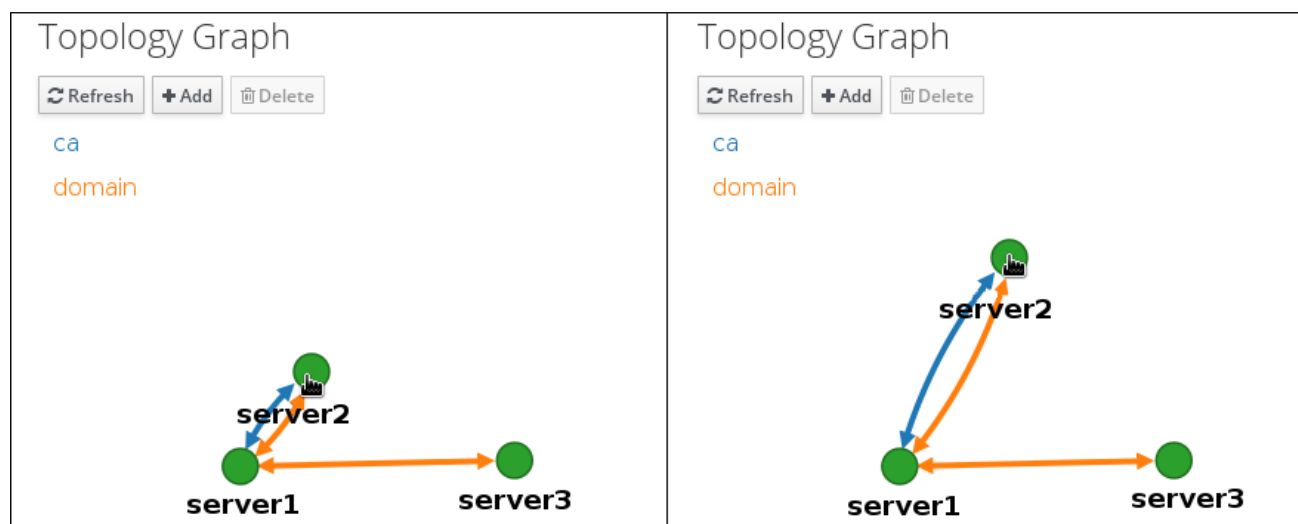 Topology Graph
Refresh Add Delete
ca
domain
server2
server1
server3
Topology Graph
Refresh Add Delete
ca
domain
server2
server1
server3